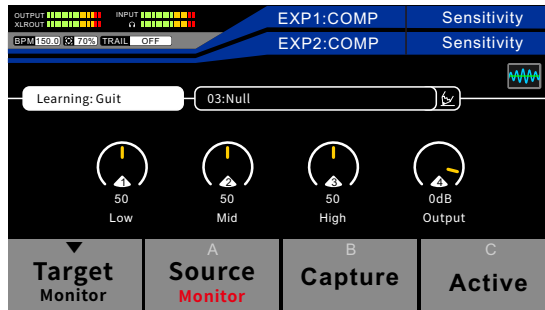 OUTPUT INPUT
XLROUT
BPM 150.0 70% TRAIL OFF
EXP1:COMP Sensitivity
EXP2:COMP Sensitivity
Learning: Guit 03:Null
1 2 3 4
50 50 50 0dB
Low Mid High Output
A B C
Target Source Capture Active
Monitor Monitor